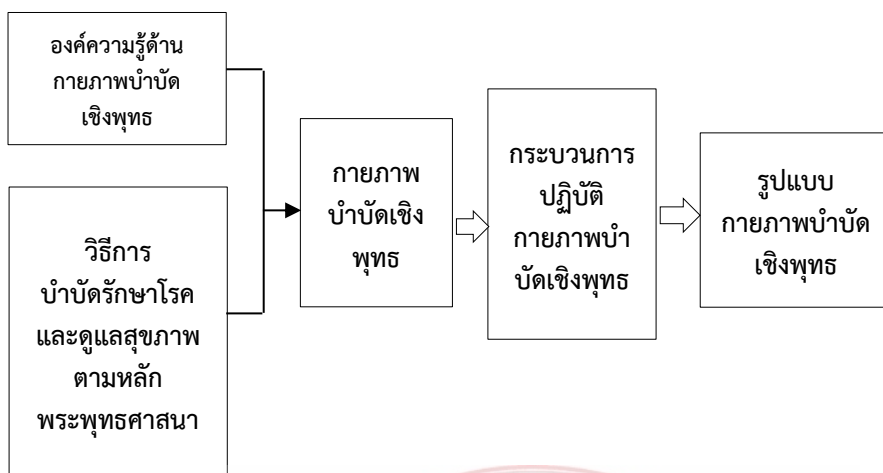 องค์ความรู้ด้าน
กายภาพบำบัด
เชิงพุทธ
วิธีการ
บำบัดรักษาโรค
และดูแลสุขภาพ
ตามหลัก
พระพุทธศาสนา
กายภาพ
บำบัดเชิง
พุทธ
กระบวนการ
ปฏิบัติ
กายภาพบำ
บัดเชิงพุทธ
รูปแบบ
กายภาพบำบัด
เชิงพุทธ